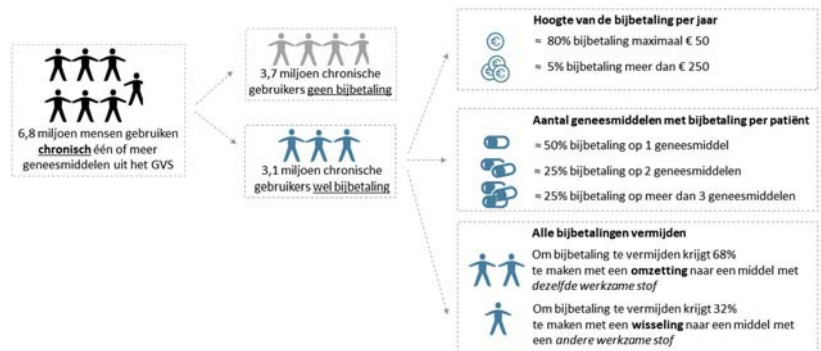 6,8 miljoen mensen gebruiken
chronisch één of meer
geneesmiddelen uit het GVS
3,7 miljoen chronische
gebruikers geen bijbetaling
3,1 miljoen chronische
gebruikers wel bijbetaling
Hoogte van de bijbetaling per jaar
≈ 80% bijbetaling maximaal € 50
≈ 5% bijbetaling meer dan € 250
Aantal geneesmiddelen met bijbetaling per patiënt
≈ 50% bijbetaling op 1 geneesmiddel
≈ 25% bijbetaling op 2 geneesmiddelen
≈ 25% bijbetaling op meer dan 3 geneesmiddelen
Alle bijbetalingen vermijden
Om bijbetaling te vermijden krijgt 68%
te maken met een omzetting naar een middel met
dezelfde werkzame stof
Om bijbetaling te vermijden krijgt 32%
te maken met een wisseling naar een middel met
een andere werkzame stof